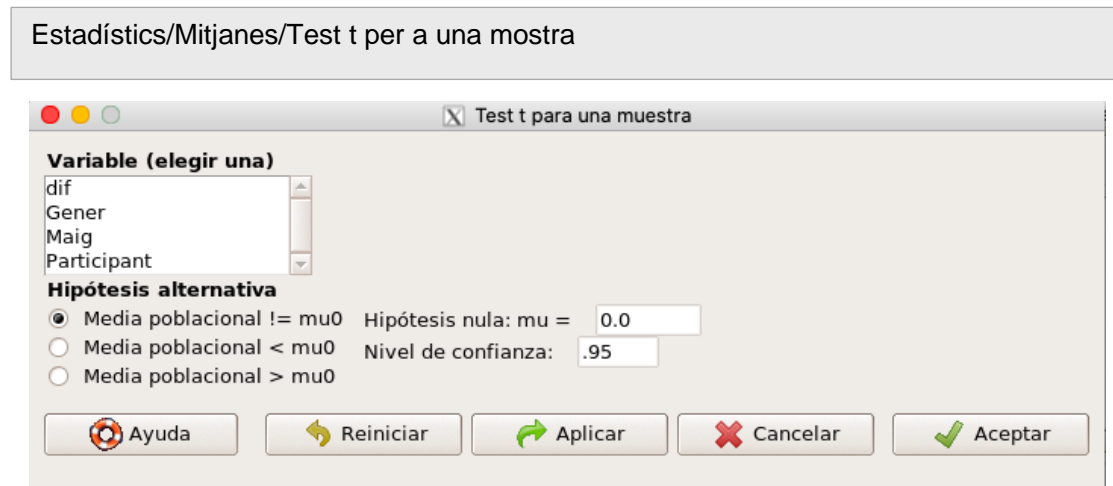 Estadístics/Mitjanes/Test t per a una mostra
Test t para una muestra
Variable (elegir una)
dif
Gener
Maig
Participant
Hipótesis alternativa
Media poblacional != mu0 Hipótesis nula: mu = 0.0
Media poblacional < mu0 Nivel de confianza: .95
Media poblacional > mu0
Ayuda Reiniciar Aplicar Cancelar Aceptar